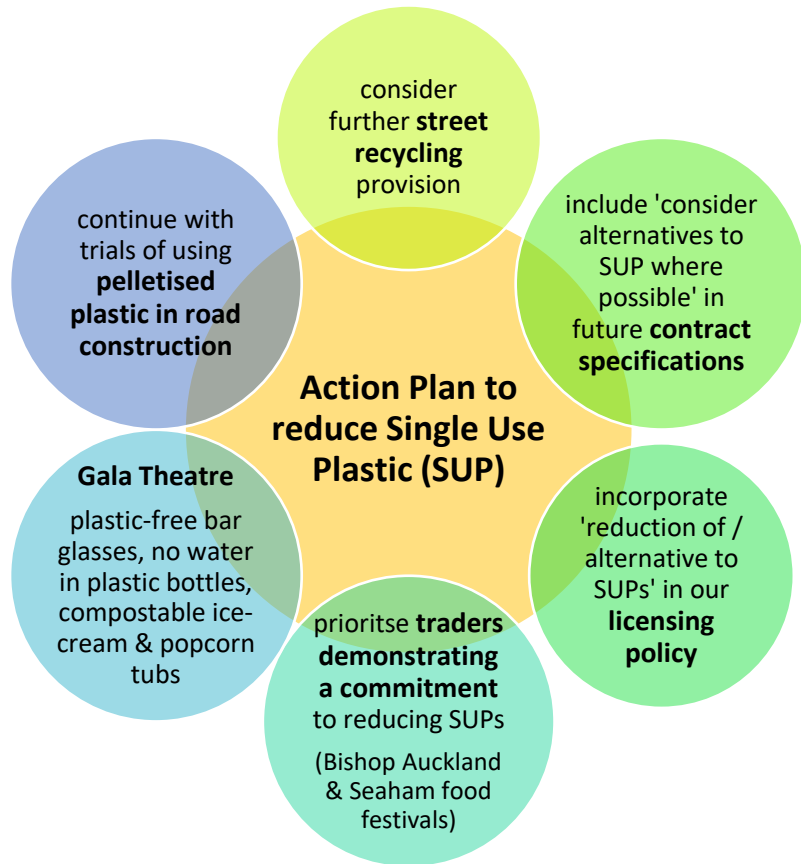 consider
further street
recycling
provision
include 'consider
alternatives to
SUP where
possible' in
future contract
specifications
incorporate
'reduction of /
alternative to
SUPs' in our
licensing
policy
prioritse traders
demonstrating
a commitment
to reducing SUPs
(Bishop Auckland
& Seaham food
festivals)
Gala Theatre
plastic-free bar
glasses, no water
in plastic bottles,
compostable ice-
cream & popcorn
tubs
continue with
trials of using
pelletised
plastic in road
construction
Action Plan to
reduce Single Use
Plastic (SUP)